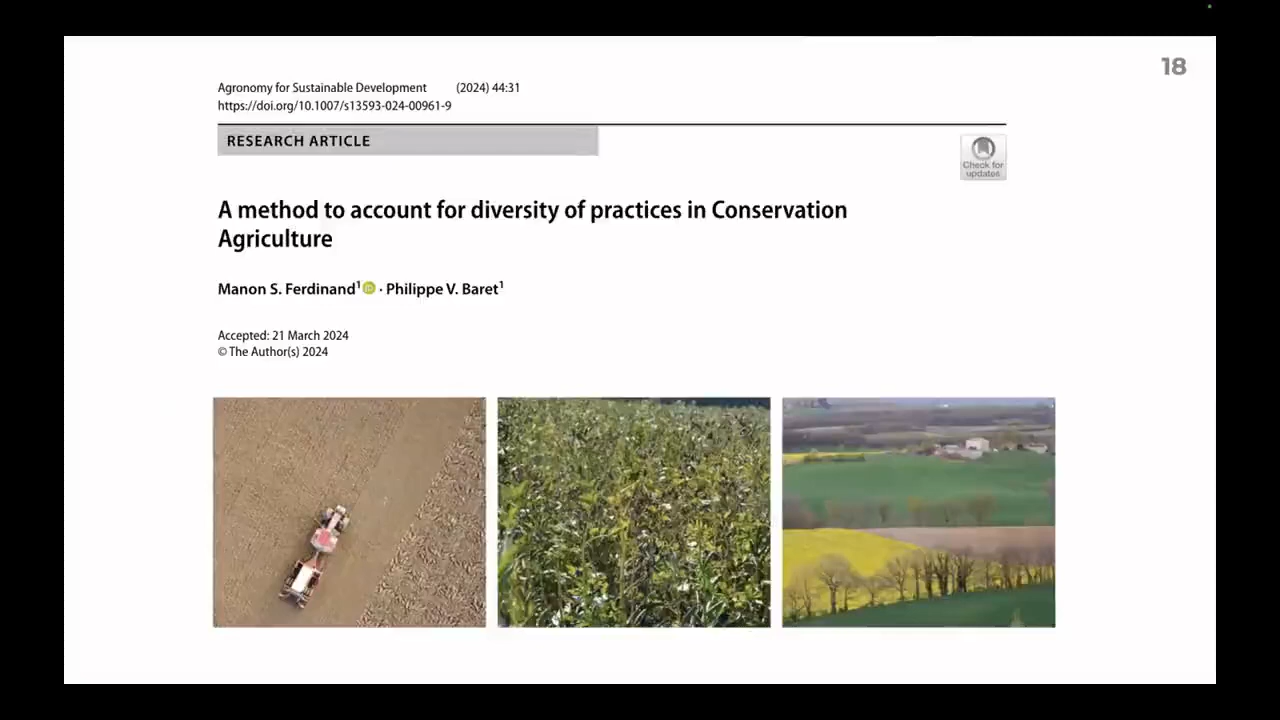 18
Agronomy for Sustainable Development (2024) 44:31
https://doi.org/10.1007/s13593-024-00961-9
RESEARCH ARTICLE
Check for
updates
A method to account for diversity of practices in Conservation
Agriculture
Manon S. Ferdinand¹ iD · Philippe V. Baret¹
Accepted: 21 March 2024
© The Author(s) 2024